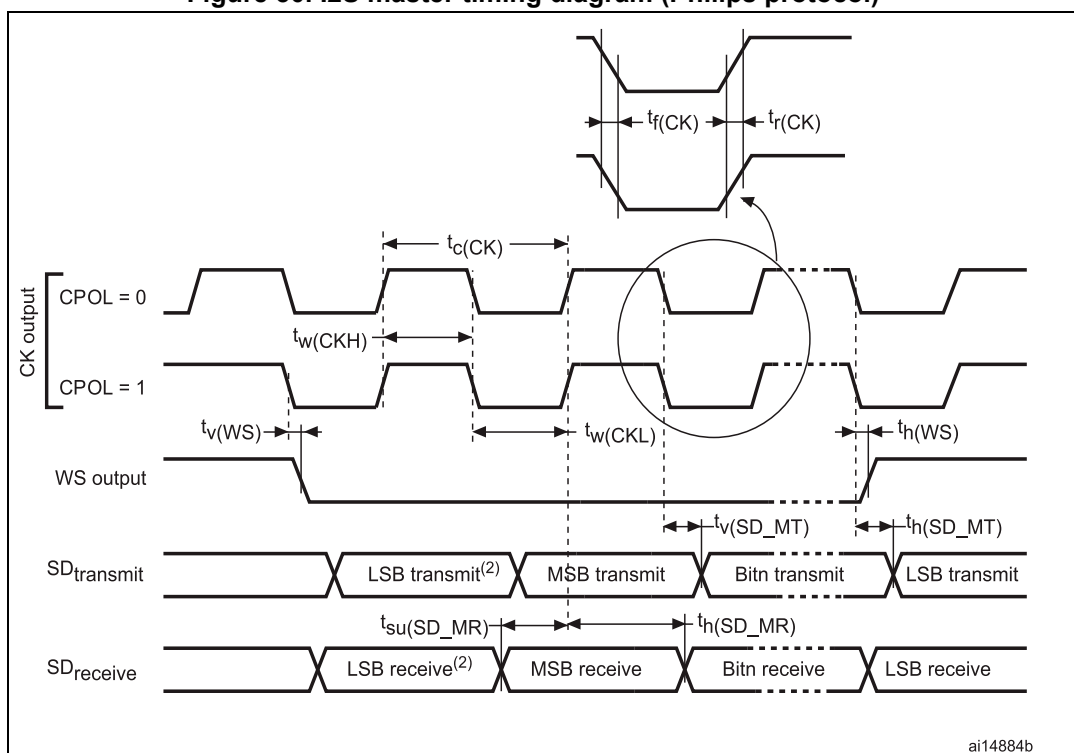 Figure I2S master timing diagram (Philips protocol)
tf(CK)
tr(CK)
tc(CK)
CK output
CPOL = 0
tw(CKH)
CPOL = 1
tv(WS)
tw(CKL)
th(WS)
WS output
tv(SD_MT)
th(SD_MT)
SDtransmit
LSB transmit(2)
MSB transmit
Bitn transmit
LSB transmit
tsu(SD_MR)
th(SD_MR)
SDreceive
LSB receive(2)
MSB receive
Bitn receive
LSB receive
ai14884b